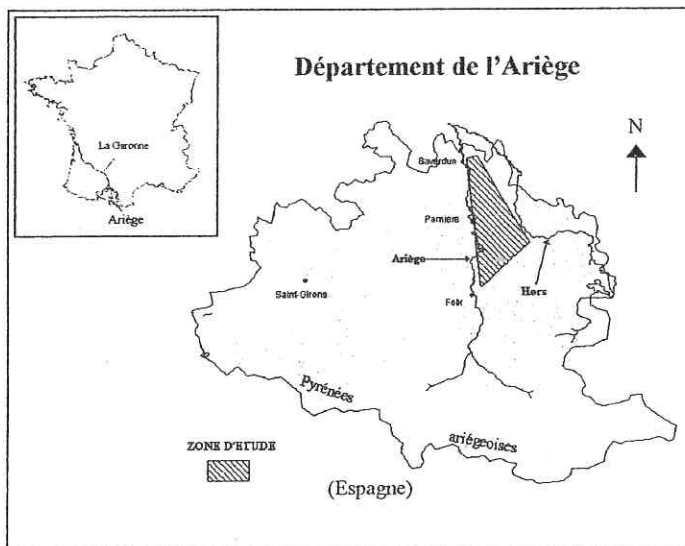 Département de l'Ariège
La Garonne
Ariège
N
Saverdun
Pamiers
Ariège
Hers
Saint-Girons
Foix
Pyrénées
ariégeoises
ZONE D'ETUDE
(Espagne)